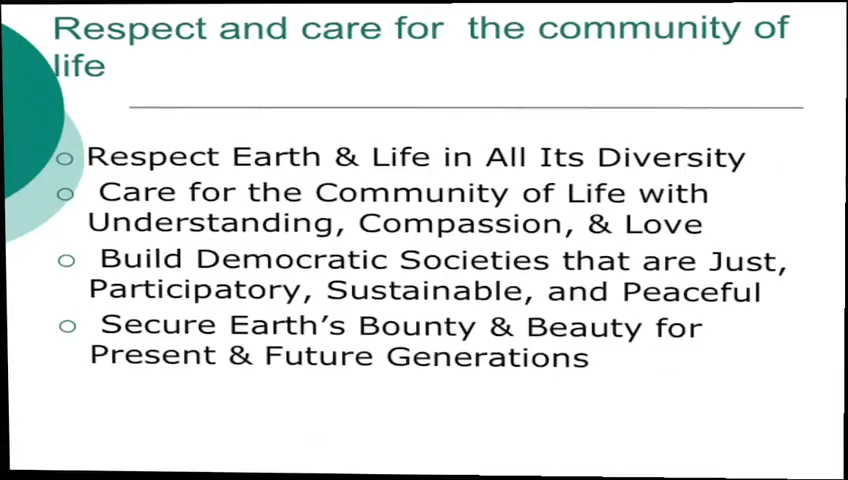 Respect and care for the community of
life
Respect Earth & Life in All Its Diversity
Care for the Community of Life with
Understanding, Compassion, & Love
Build Democratic Societies that are Just,
Participatory, Sustainable, and Peaceful
Secure Earth's Bounty & Beauty for
Present & Future Generations